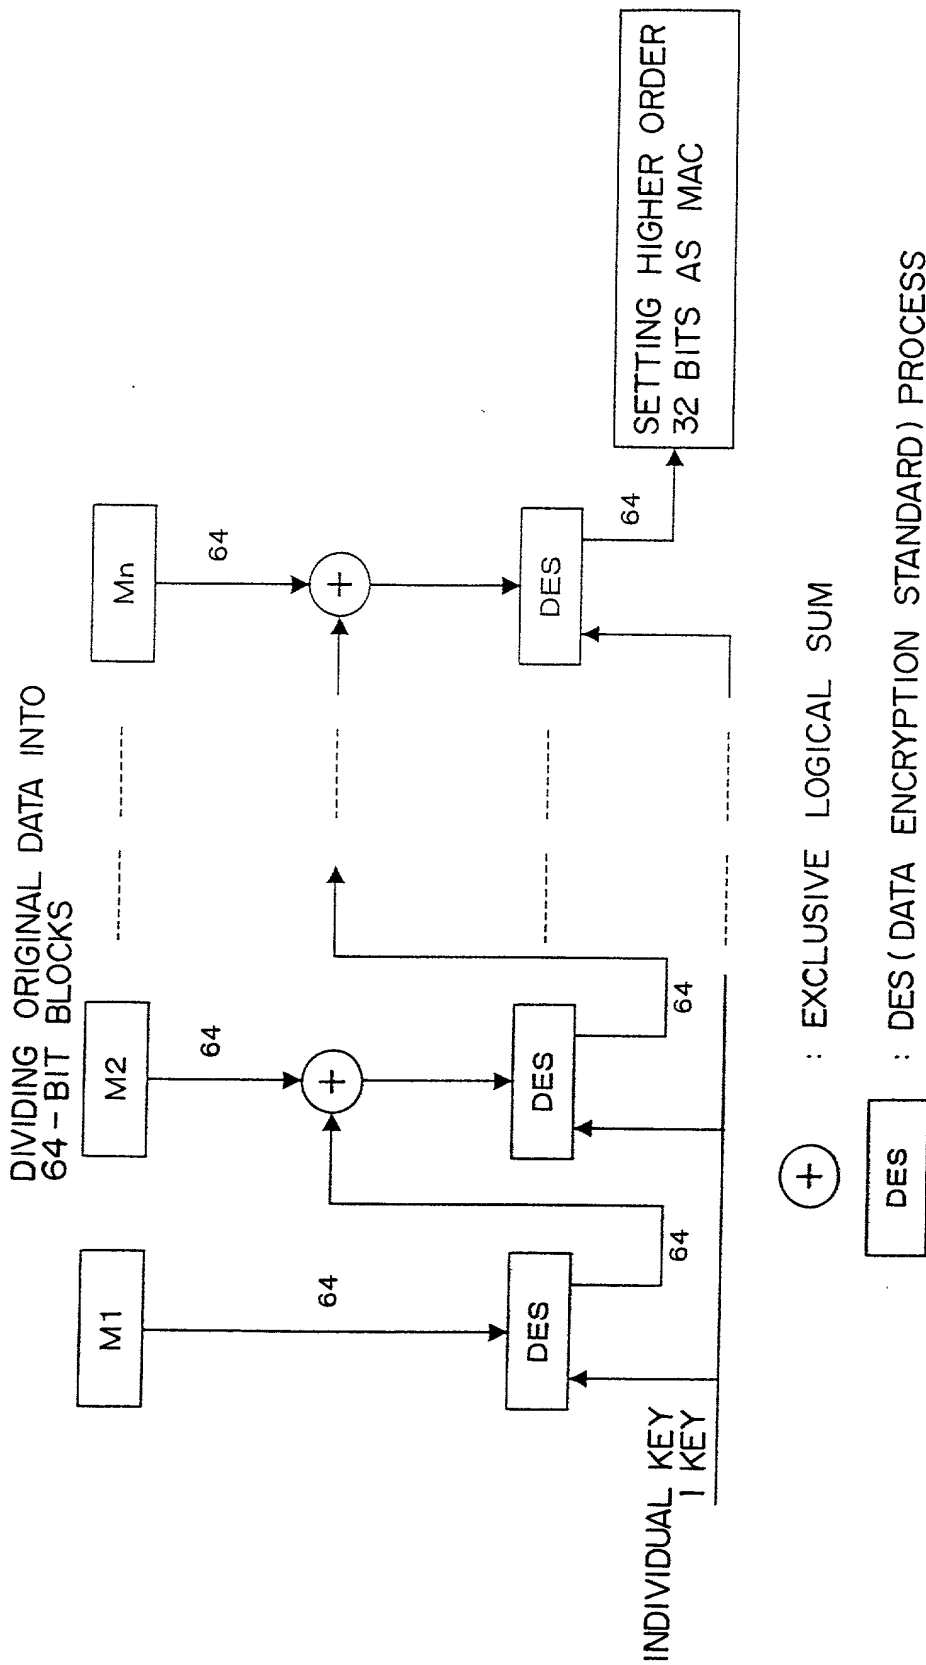 DIVIDING ORIGINAL DATA INTO
64-BIT BLOCKS
M1
M2
Mn
64
64
64
+
+
DES
DES
DES
64
64
64
SETTING HIGHER ORDER
32 BITS AS MAC
INDIVIDUAL KEY
I KEY
+ : EXCLUSIVE LOGICAL SUM
DES : DES (DATA ENCRYPTION STANDARD) PROCESS